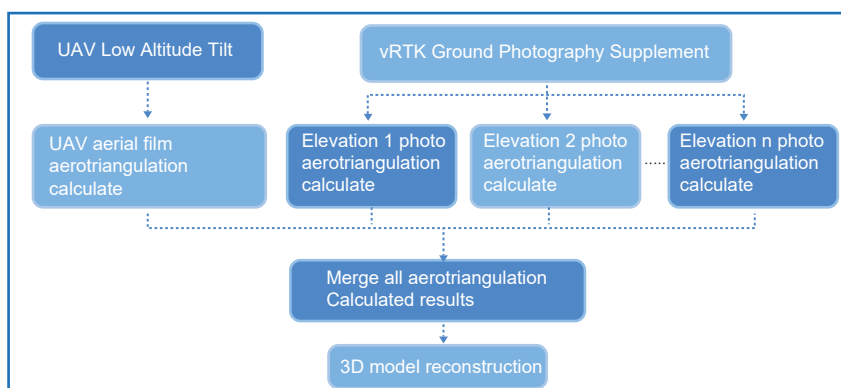 UAV Low Altitude Tilt
vRTK Ground Photography Supplement
UAV aerial film
aerotriangulation
calculate
Elevation 1 photo
aerotriangulation
calculate
Elevation 2 photo
aerotriangulation
calculate
.....
Elevation n photo
aerotriangulation
calculate
Merge all aerotriangulation
Calculated results
3D model reconstruction